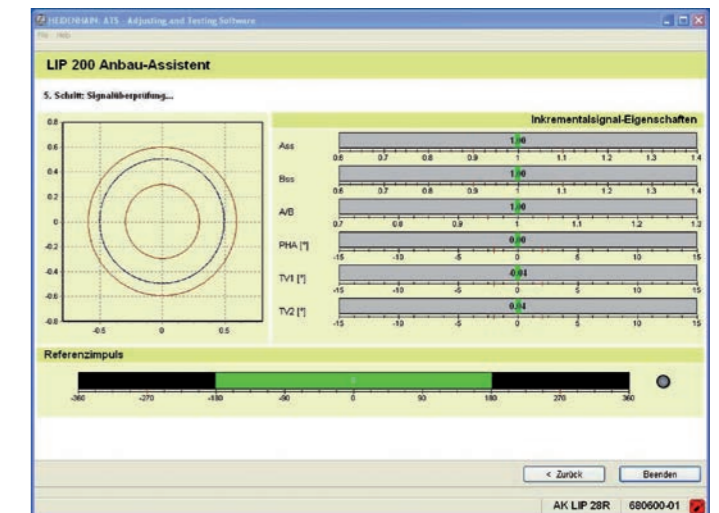 HEIDENHAIN: ATS - Adjusting and Testing Software
File Help
LIP 200 Anbau-Assistent
5. Schritt: Signalüberprüfung...
Inkrementalsignal-Eigenschaften
0.8
0.6
0.4
0.2
0
-0.2
-0.4
-0.6
-0.8
-0.5 0 0.5
Ass 1.00
0.6 0.7 0.8 0.9 1 1.1 1.2 1.3 1.4
Bss 1.00
0.6 0.7 0.8 0.9 1 1.1 1.2 1.3 1.4
A/B 1.00
0.7 0.8 0.9 1 1.1 1.2 1.3
PHA [°] 0.00
-15 -10 -5 0 5 10 15
TV1 [°] -0.04
-15 -10 -5 0 5 10 15
TV2 [°] 0.04
-15 -10 -5 0 5 10 15
Referenzimpuls
-360 -270 -180 -90 0 90 180 270 360
< Zurück Beenden
AK LIP 28R 680600-01